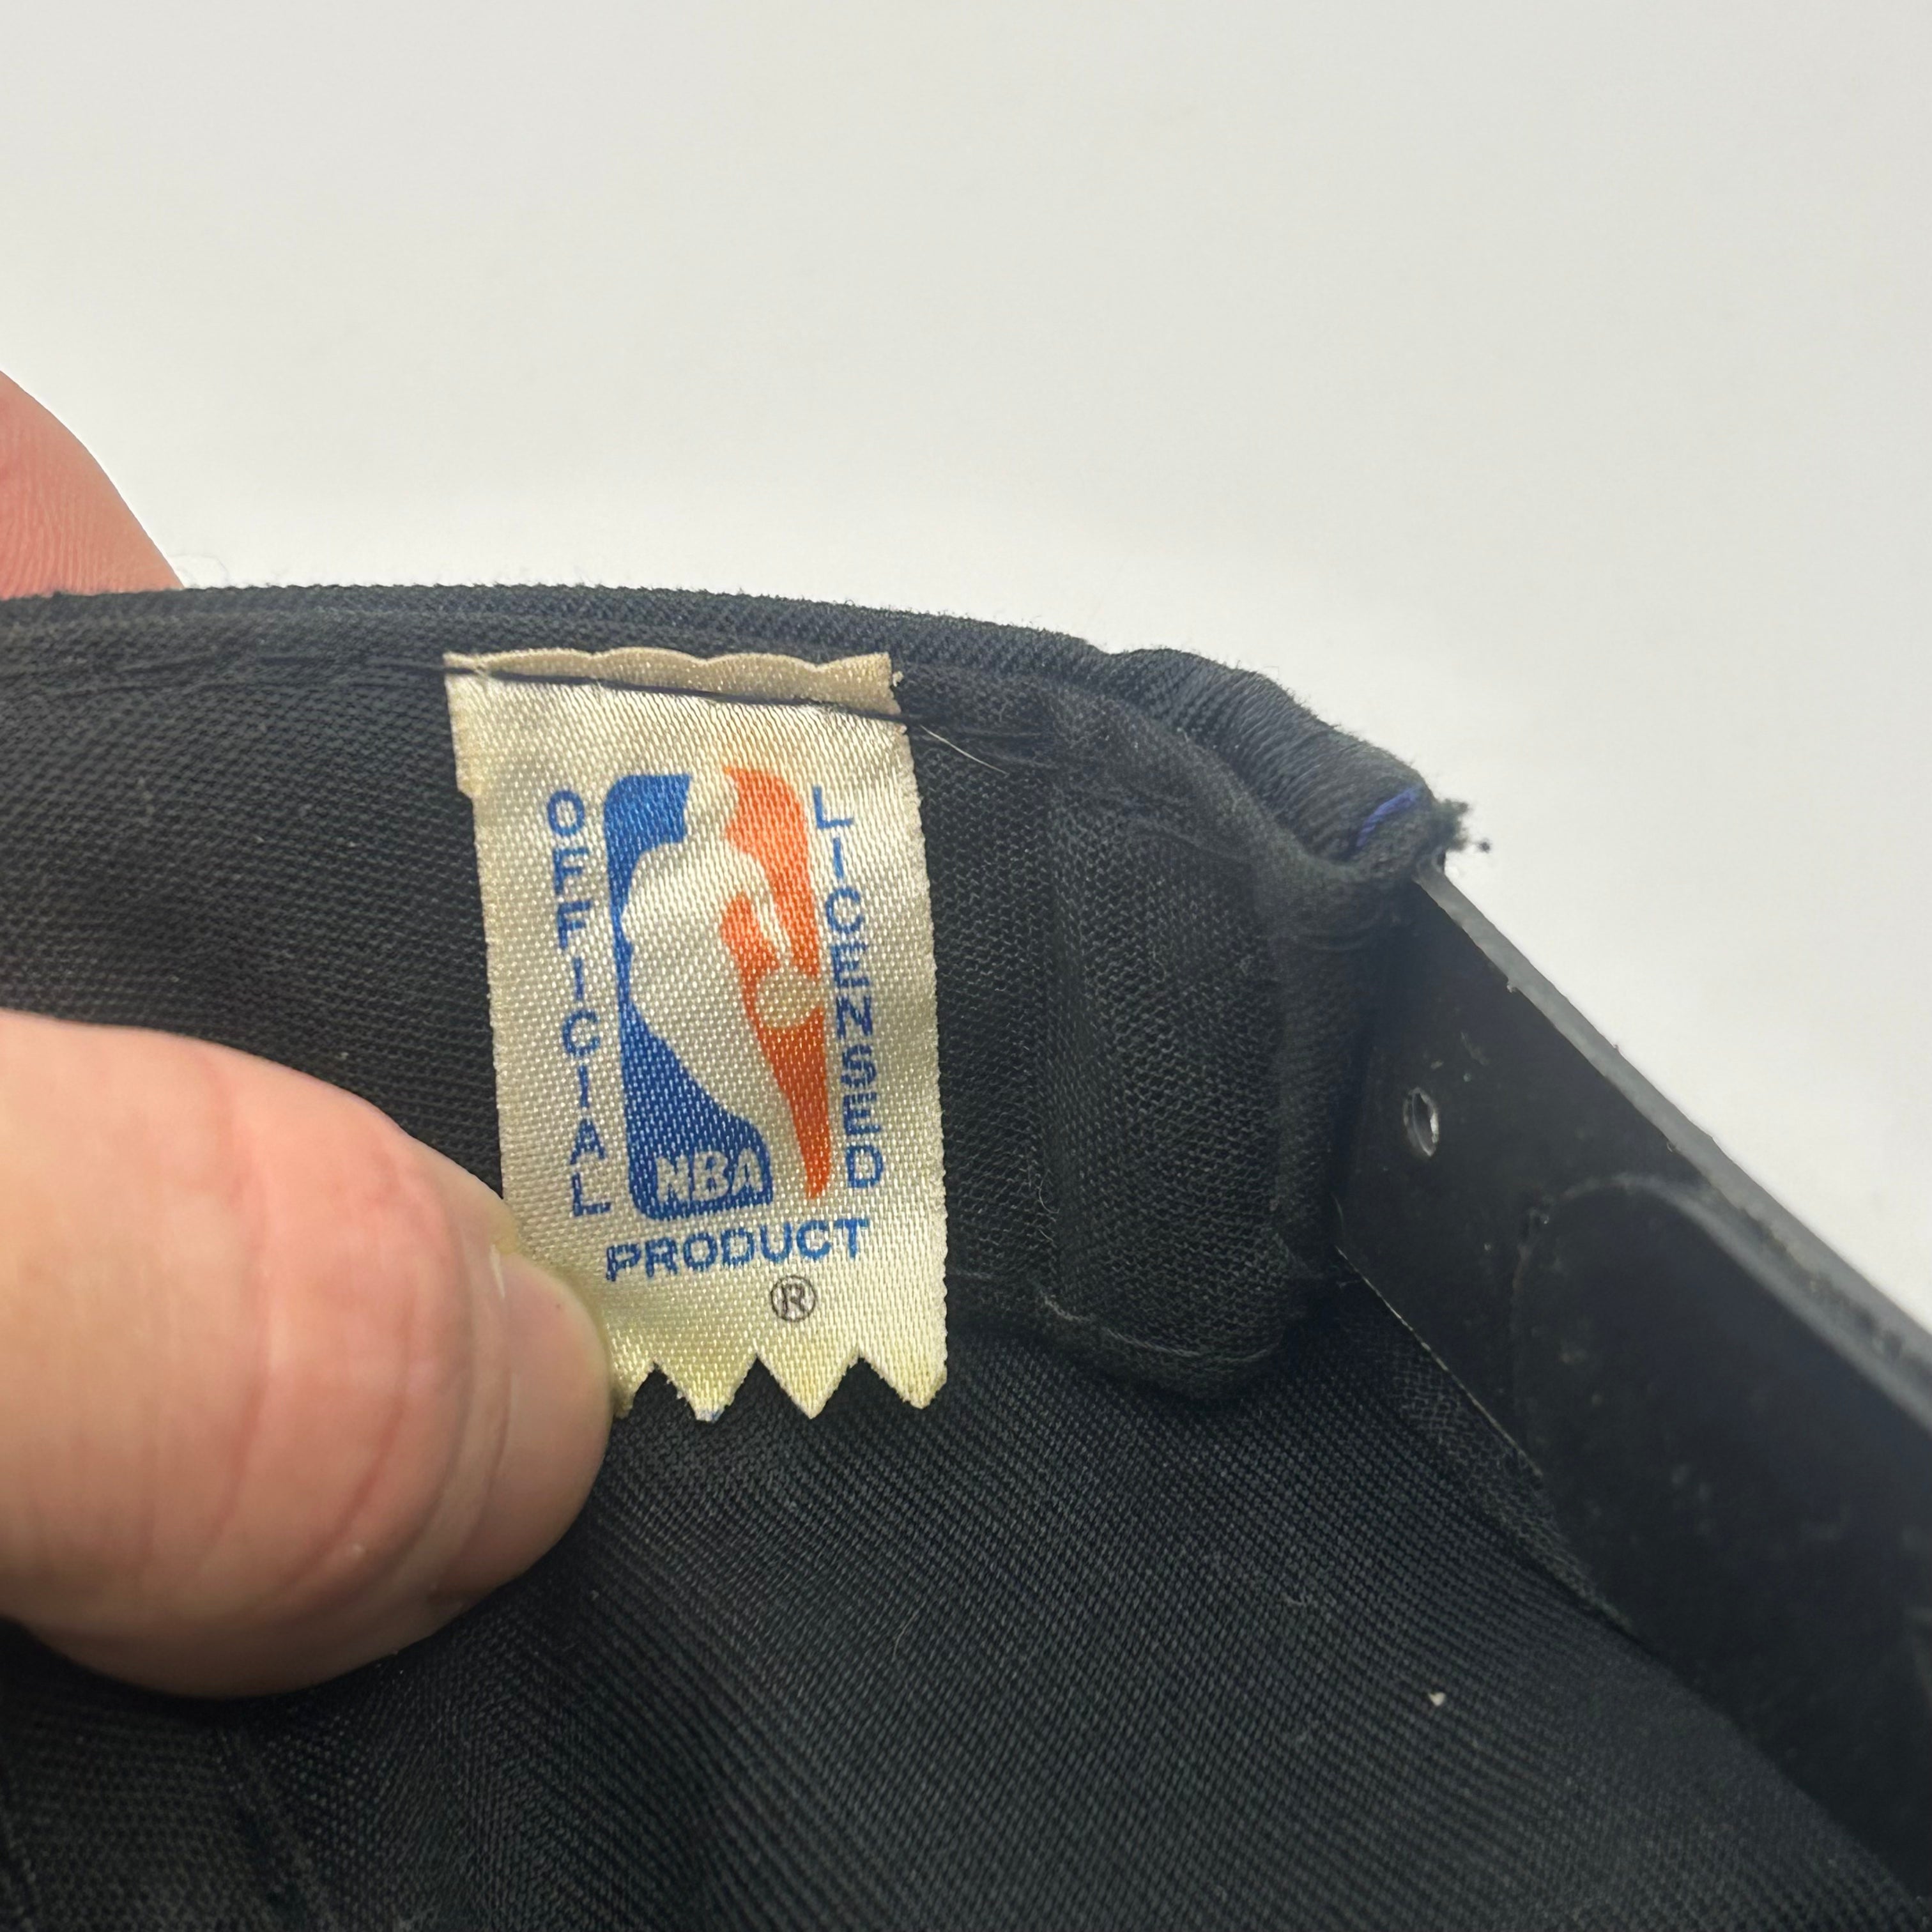 OFFICIAL
LICENSED
NBA
PRODUCT
®